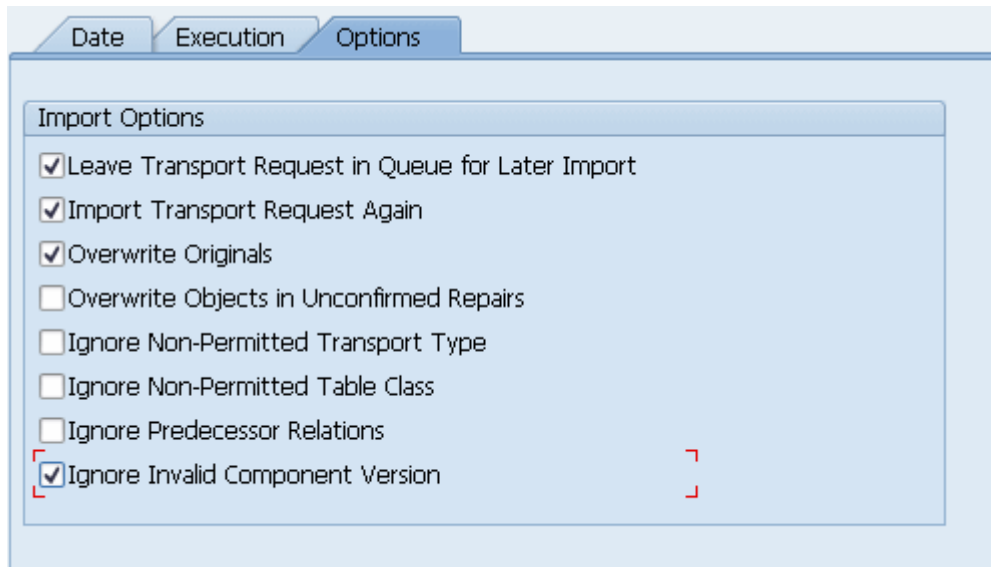 Date Execution Options
Import Options
Leave Transport Request in Queue for Later Import
Import Transport Request Again
Overwrite Originals
Overwrite Objects in Unconfirmed Repairs
Ignore Non-Permitted Transport Type
Ignore Non-Permitted Table Class
Ignore Predecessor Relations
Ignore Invalid Component Version